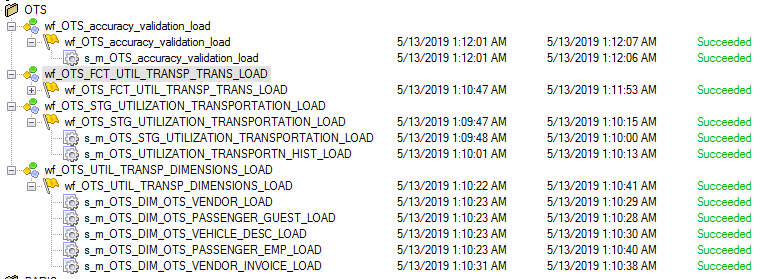 OTS
wf_OTS_accuracy_validation_load
wf_OTS_accuracy_validation_load 5/13/2019 1:12:01 AM 5/13/2019 1:12:07 AM Succeeded
s_m_OTS_accuracy_validation_load 5/13/2019 1:12:01 AM 5/13/2019 1:12:06 AM Succeeded
wf_OTS_FCT_UTIL_TRANSP_TRANS_LOAD
wf_OTS_FCT_UTIL_TRANSP_TRANS_LOAD 5/13/2019 1:10:47 AM 5/13/2019 1:11:53 AM Succeeded
wf_OTS_STG_UTILIZATION_TRANSPORTATION_LOAD
wf_OTS_STG_UTILIZATION_TRANSPORTATION_LOAD 5/13/2019 1:09:47 AM 5/13/2019 1:10:15 AM Succeeded
s_m_OTS_STG_UTILIZATION_TRANSPORTATION_LOAD 5/13/2019 1:09:48 AM 5/13/2019 1:10:00 AM Succeeded
s_m_OTS_UTILIZATION_TRANSPORTN_HIST_LOAD 5/13/2019 1:10:01 AM 5/13/2019 1:10:13 AM Succeeded
wf_OTS_UTIL_TRANSP_DIMENSIONS_LOAD
wf_OTS_UTIL_TRANSP_DIMENSIONS_LOAD 5/13/2019 1:10:22 AM 5/13/2019 1:10:41 AM Succeeded
s_m_OTS_DIM_OTS_VENDOR_LOAD 5/13/2019 1:10:23 AM 5/13/2019 1:10:29 AM Succeeded
s_m_OTS_DIM_OTS_PASSENGER_GUEST_LOAD 5/13/2019 1:10:23 AM 5/13/2019 1:10:28 AM Succeeded
s_m_OTS_DIM_OTS_VEHICLE_DESC_LOAD 5/13/2019 1:10:23 AM 5/13/2019 1:10:30 AM Succeeded
s_m_OTS_DIM_OTS_PASSENGER_EMP_LOAD 5/13/2019 1:10:23 AM 5/13/2019 1:10:40 AM Succeeded
s_m_OTS_DIM_OTS_VENDOR_INVOICE_LOAD 5/13/2019 1:10:31 AM 5/13/2019 1:10:38 AM Succeeded